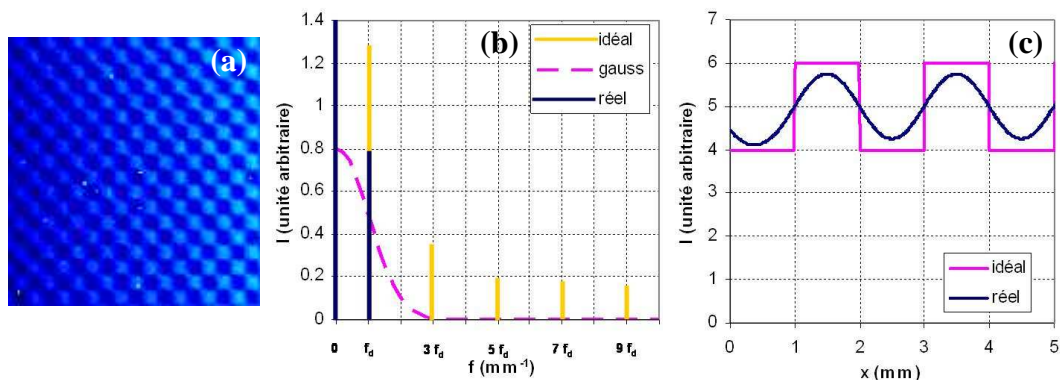 (a)
(b)
I (unité arbitraire)
1.4
1.2
1
0.8
0.6
0.4
0.2
0
idéal
gauss
réel
0 f_d 3 f_d 5 f_d 7 f_d 9 f_d
f (mm⁻¹)
(c)
I (unité arbitraire)
7
6
5
4
3
2
1
0
idéal
réel
0 1 2 3 4 5
x (mm)